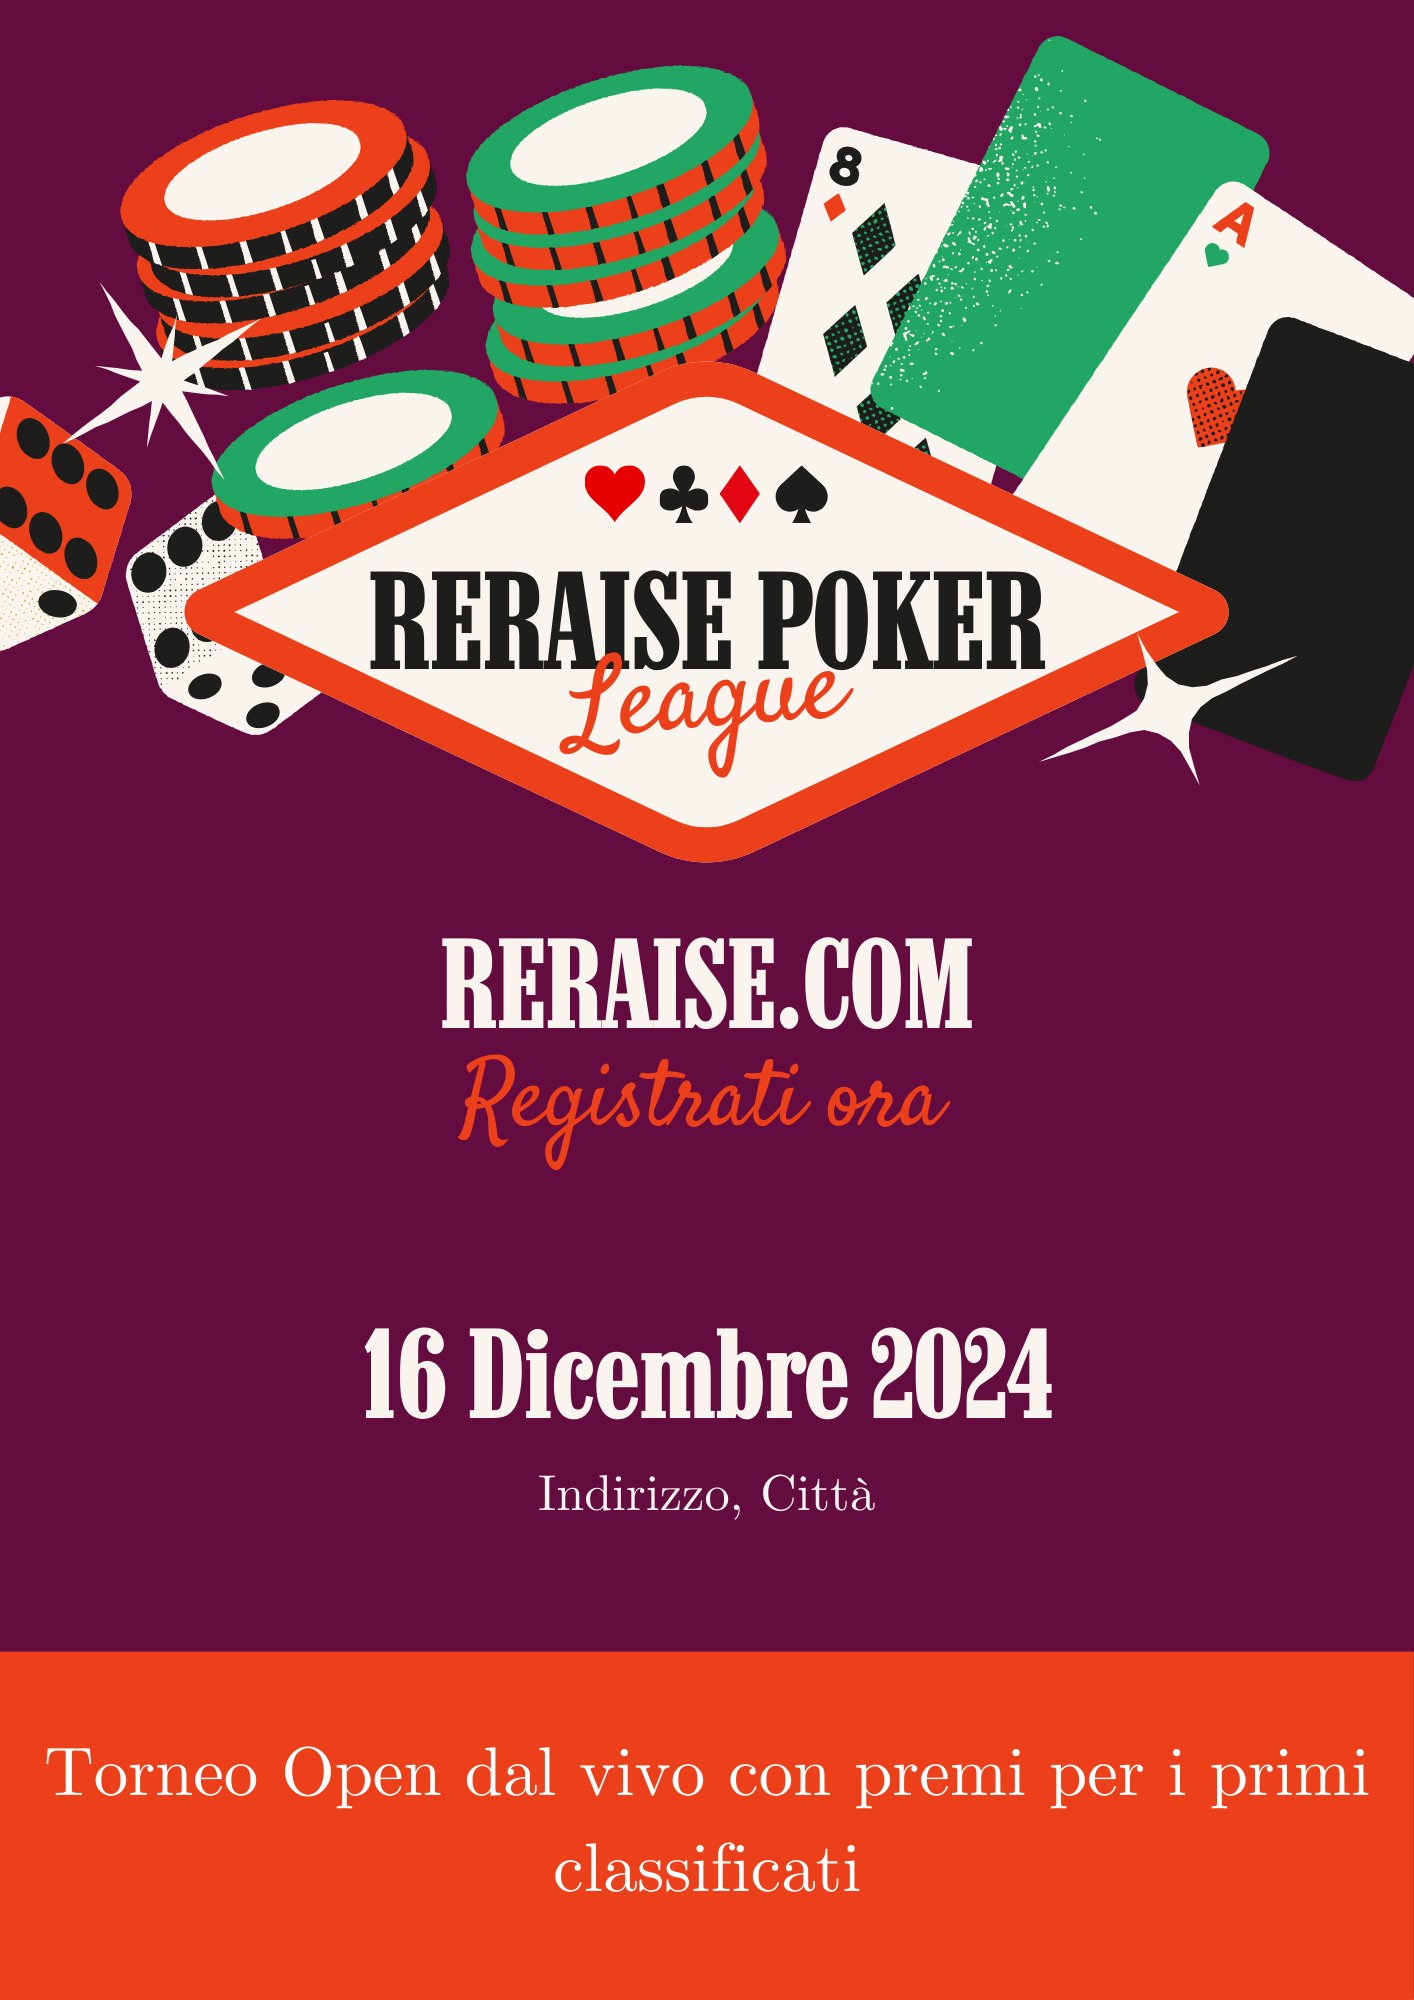 8
A
RERAISE POKER
League
RERAISE.COM
Registrati ora
16 Dicembre 2024
Indirizzo, Città
Torneo Open dal vivo con premi per i primi
classificati